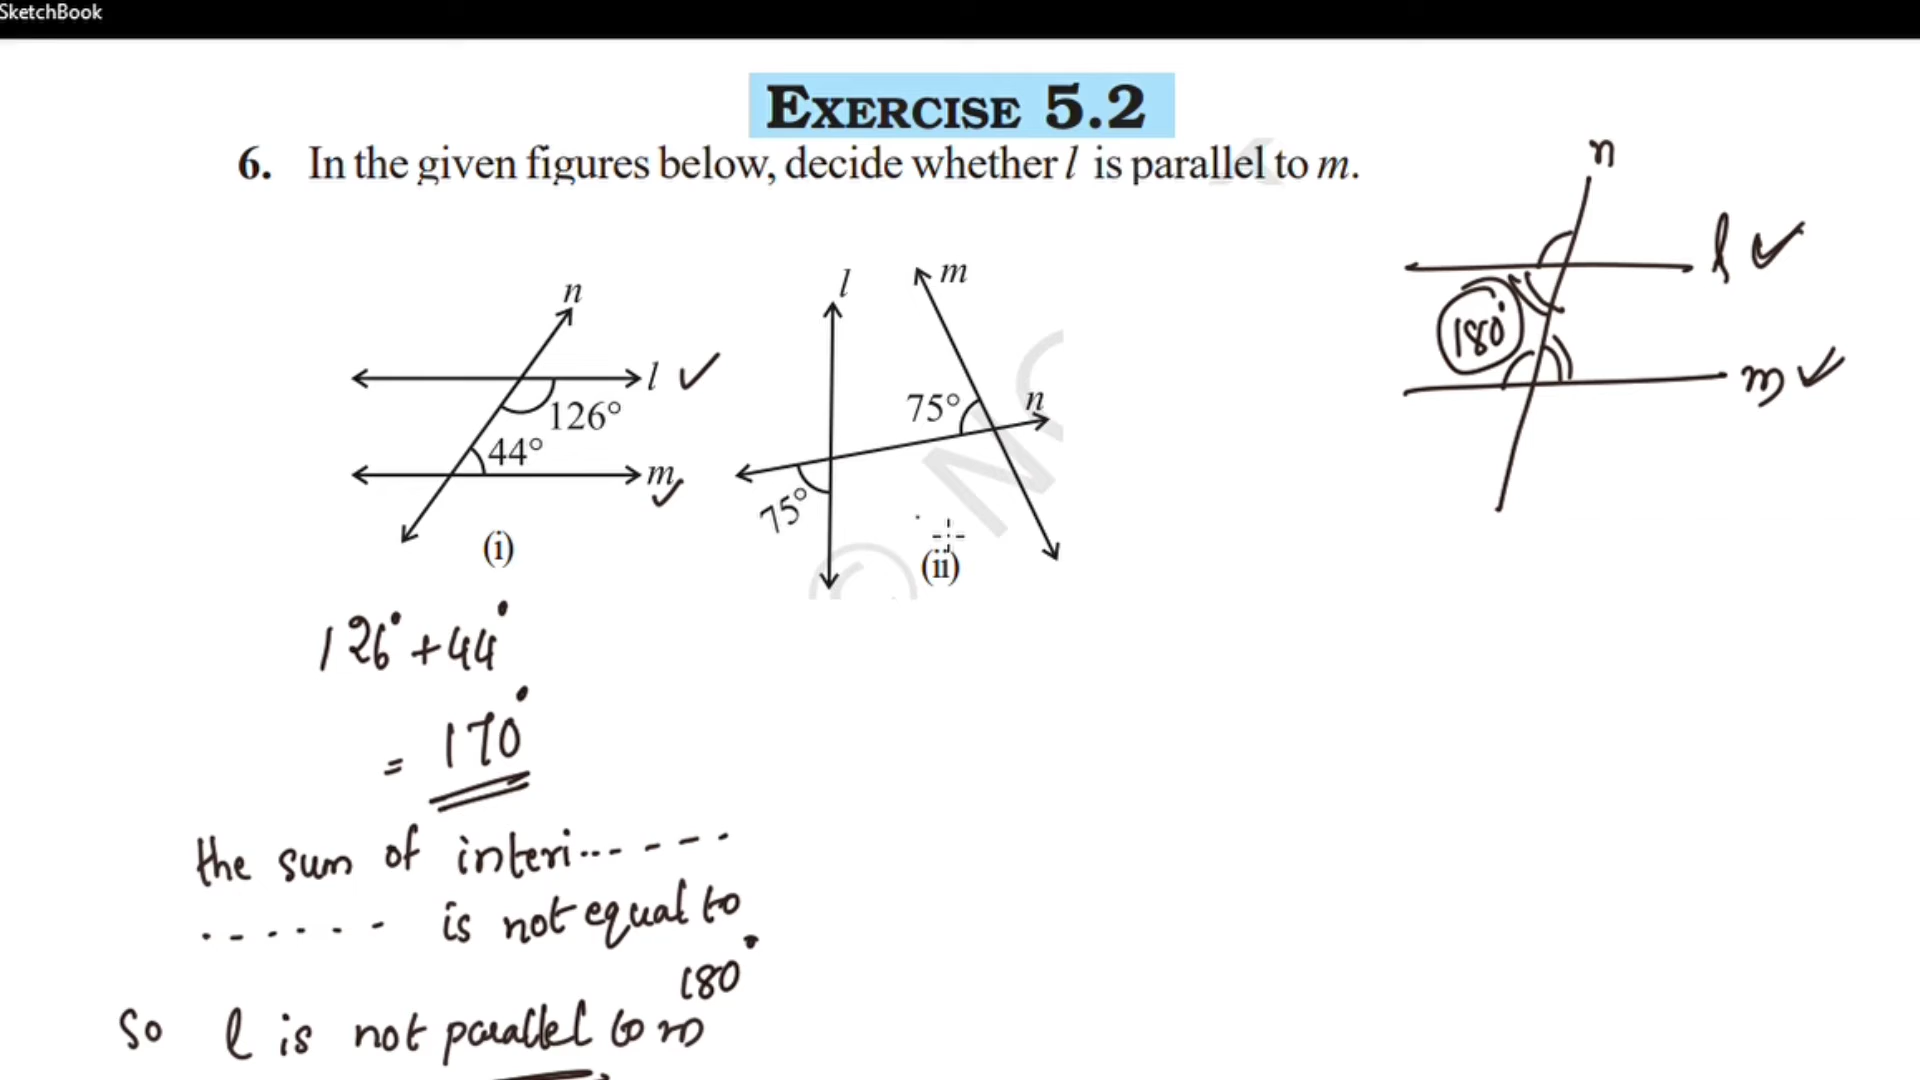 SketchBook
EXERCISE 5.2
6. In the given figures below, decide whether l is parallel to m.
n
l
126°
44°
m
(i)
l
m
75°
n
75°
(ii)
n
l
180°
m
126° + 44°
= 170°
the sum of interi...----
------ is not equal to
180°
So l is not parallel to m